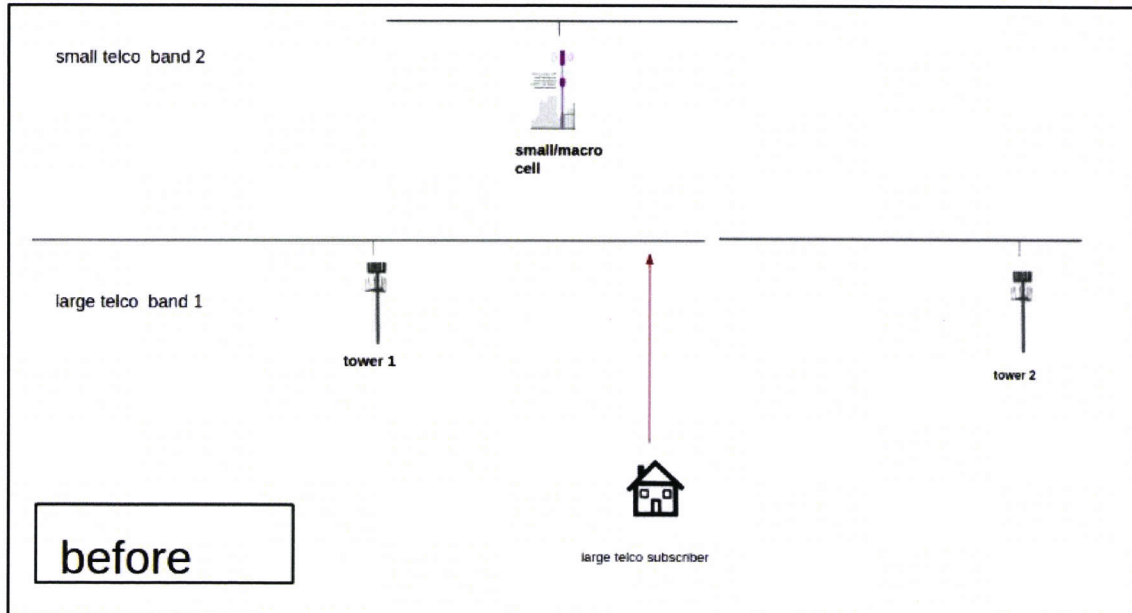 small telco band 2
small/macro
cell
large telco band 1
tower 1
tower 2
large telco subscriber
before